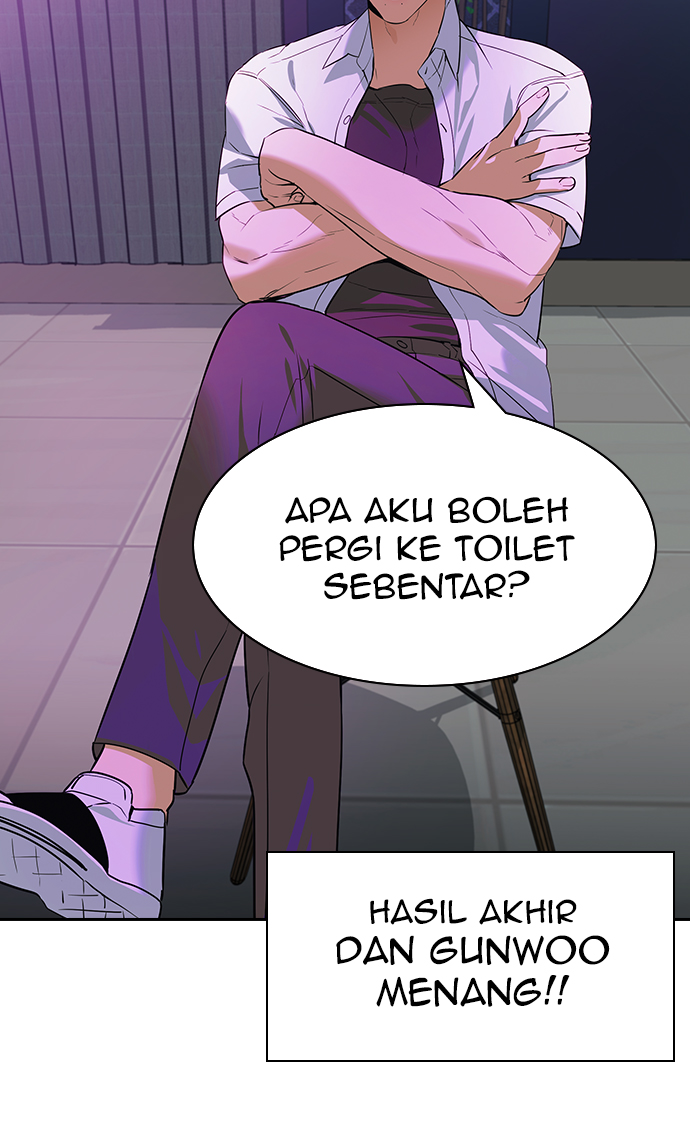 APA AKU BOLEH
PERGI KE TOILET
SEBENTAR?
HASIL AKHIR
DAN GUNWOO
MENANG!!